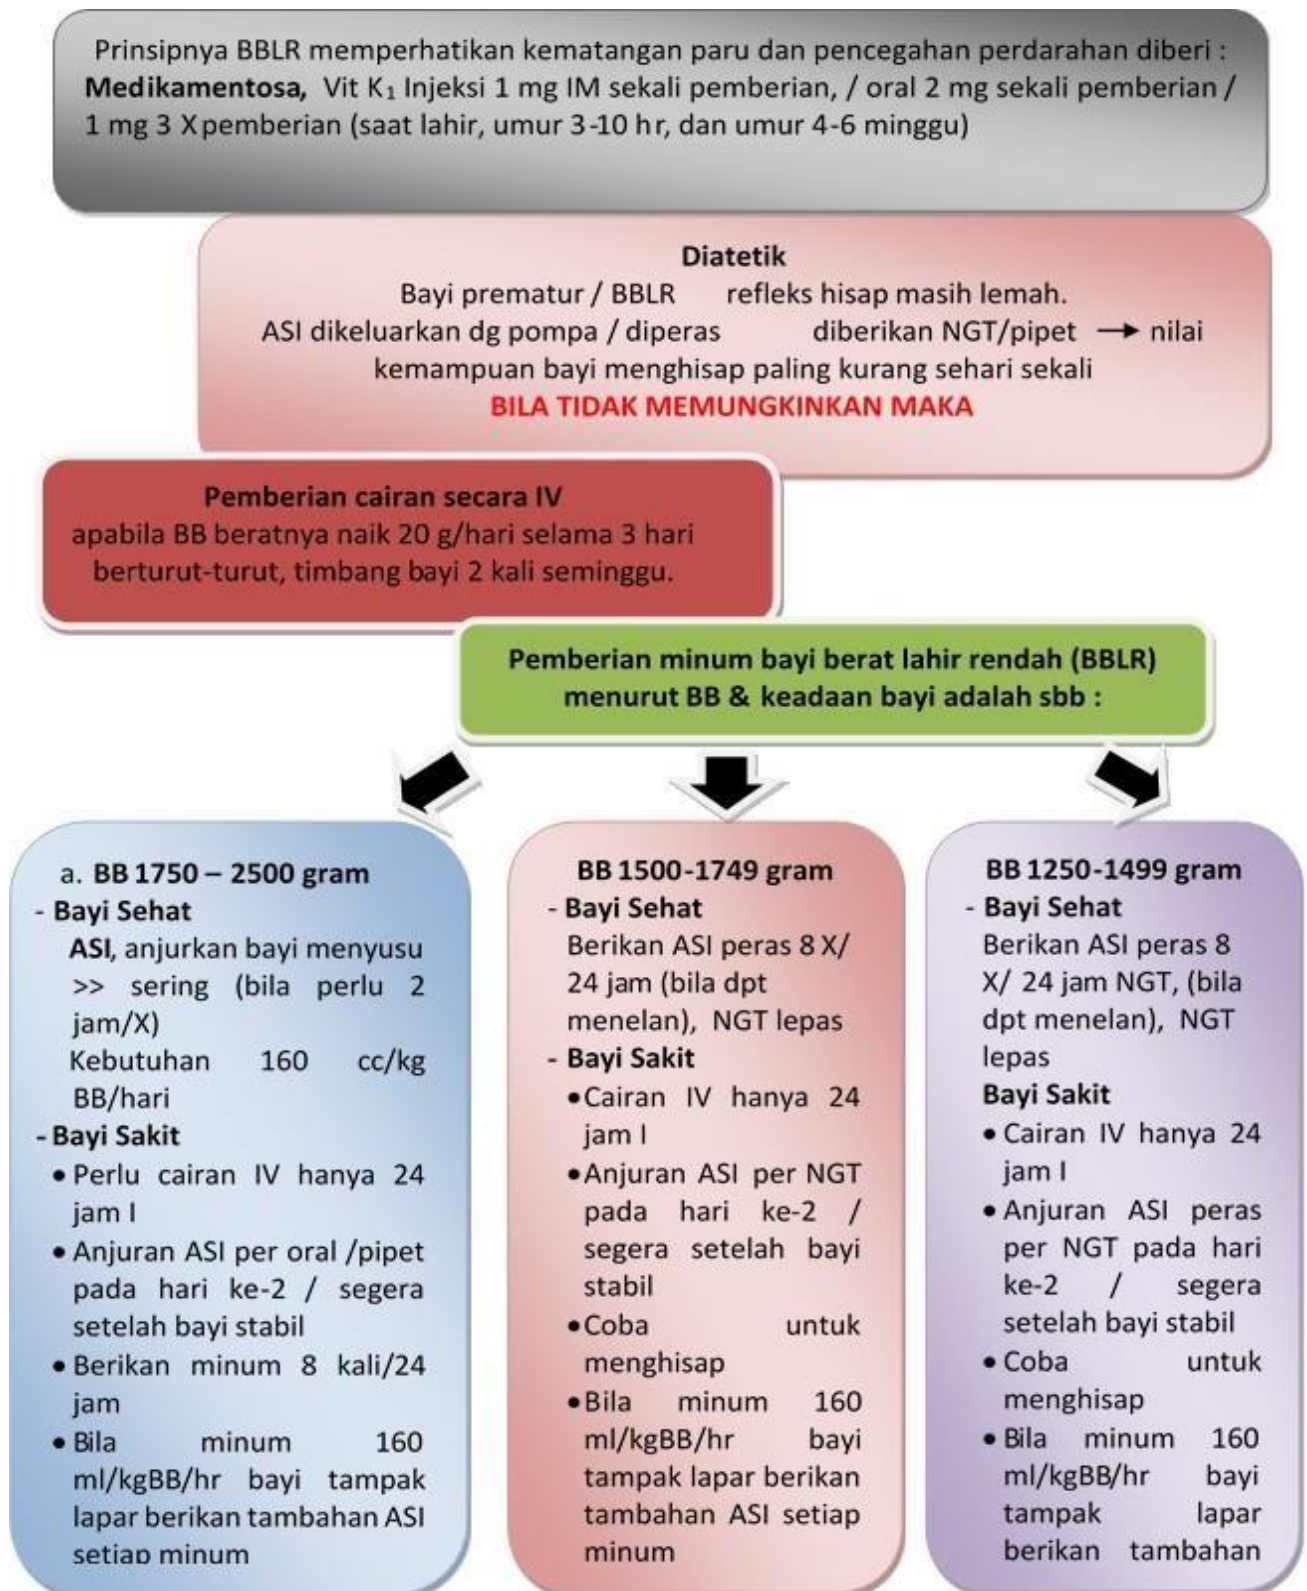 Prinsipnya BBLR memperhatikan kematangan paru dan pencegahan perdarahan diberi :
Medikamentosa, Vit K₁ Injeksi 1 mg IM sekali pemberian, / oral 2 mg sekali pemberian /
1 mg 3 X pemberian (saat lahir, umur 3-10 hr, dan umur 4-6 minggu)
Diatetik
Bayi prematur / BBLR refleks hisap masih lemah.
ASI dikeluarkan dg pompa / diperas diberikan NGT/pipet → nilai
kemampuan bayi menghisap paling kurang sehari sekali
BILA TIDAK MEMUNGKINKAN MAKA
Pemberian cairan secara IV
apabila BB beratnya naik 20 g/hari selama 3 hari
berturut-turut, timbang bayi 2 kali seminggu.
Pemberian minum bayi berat lahir rendah (BBLR)
menurut BB & keadaan bayi adalah sbb :
a. BB 1750 – 2500 gram
- Bayi Sehat
ASI, anjurkan bayi menyusu
>> sering (bila perlu 2
jam/X)
Kebutuhan 160 cc/kg
BB/hari
- Bayi Sakit
• Perlu cairan IV hanya 24
jam I
• Anjuran ASI per oral /pipet
pada hari ke-2 / segera
setelah bayi stabil
• Berikan minum 8 kali/24
jam
• Bila minum 160
ml/kgBB/hr bayi tampak
lapar berikan tambahan ASI
setiap minum
BB 1500-1749 gram
- Bayi Sehat
Berikan ASI peras 8 X/
24 jam (bila dpt
menelan), NGT lepas
- Bayi Sakit
• Cairan IV hanya 24
jam I
• Anjuran ASI per NGT
pada hari ke-2 /
segera setelah bayi
stabil
• Coba untuk
menghisap
• Bila minum 160
ml/kgBB/hr bayi
tampak lapar berikan
tambahan ASI setiap
minum
BB 1250-1499 gram
- Bayi Sehat
Berikan ASI peras 8
X/ 24 jam NGT, (bila
dpt menelan), NGT
lepas
Bayi Sakit
• Cairan IV hanya 24
jam I
• Anjuran ASI peras
per NGT pada hari
ke-2 / segera
setelah bayi stabil
• Coba untuk
menghisap
• Bila minum 160
ml/kgBB/hr bayi
tampak lapar
berikan tambahan